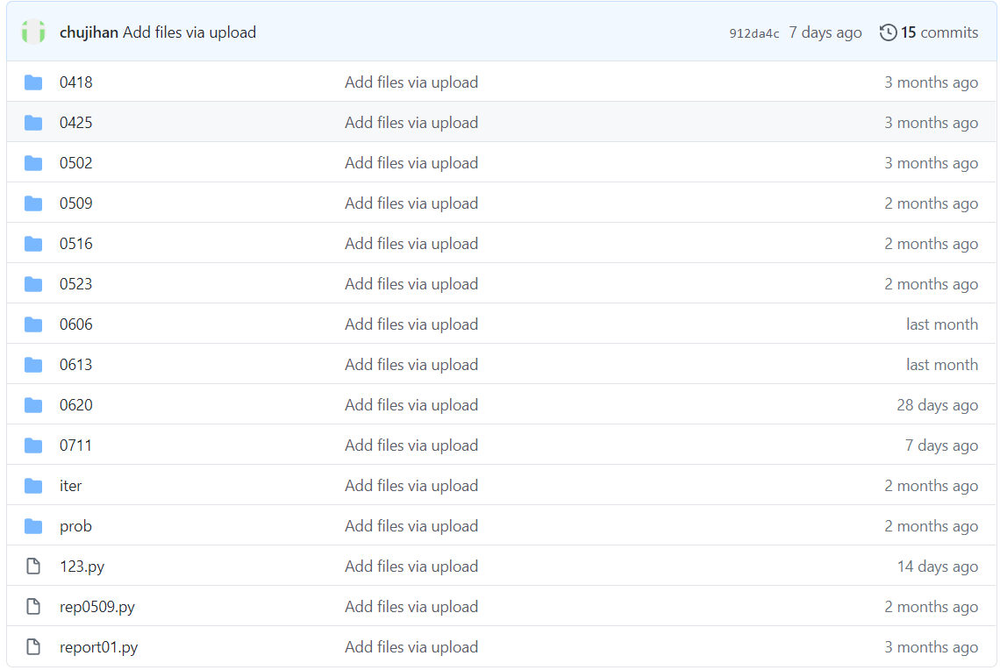 chujihan Add files via upload 912da4c 7 days ago 15 commits
0418 Add files via upload 3 months ago
0425 Add files via upload 3 months ago
0502 Add files via upload 3 months ago
0509 Add files via upload 2 months ago
0516 Add files via upload 2 months ago
0523 Add files via upload 2 months ago
0606 Add files via upload last month
0613 Add files via upload last month
0620 Add files via upload 28 days ago
0711 Add files via upload 7 days ago
iter Add files via upload 2 months ago
prob Add files via upload 2 months ago
123.py Add files via upload 14 days ago
rep0509.py Add files via upload 2 months ago
report01.py Add files via upload 3 months ago